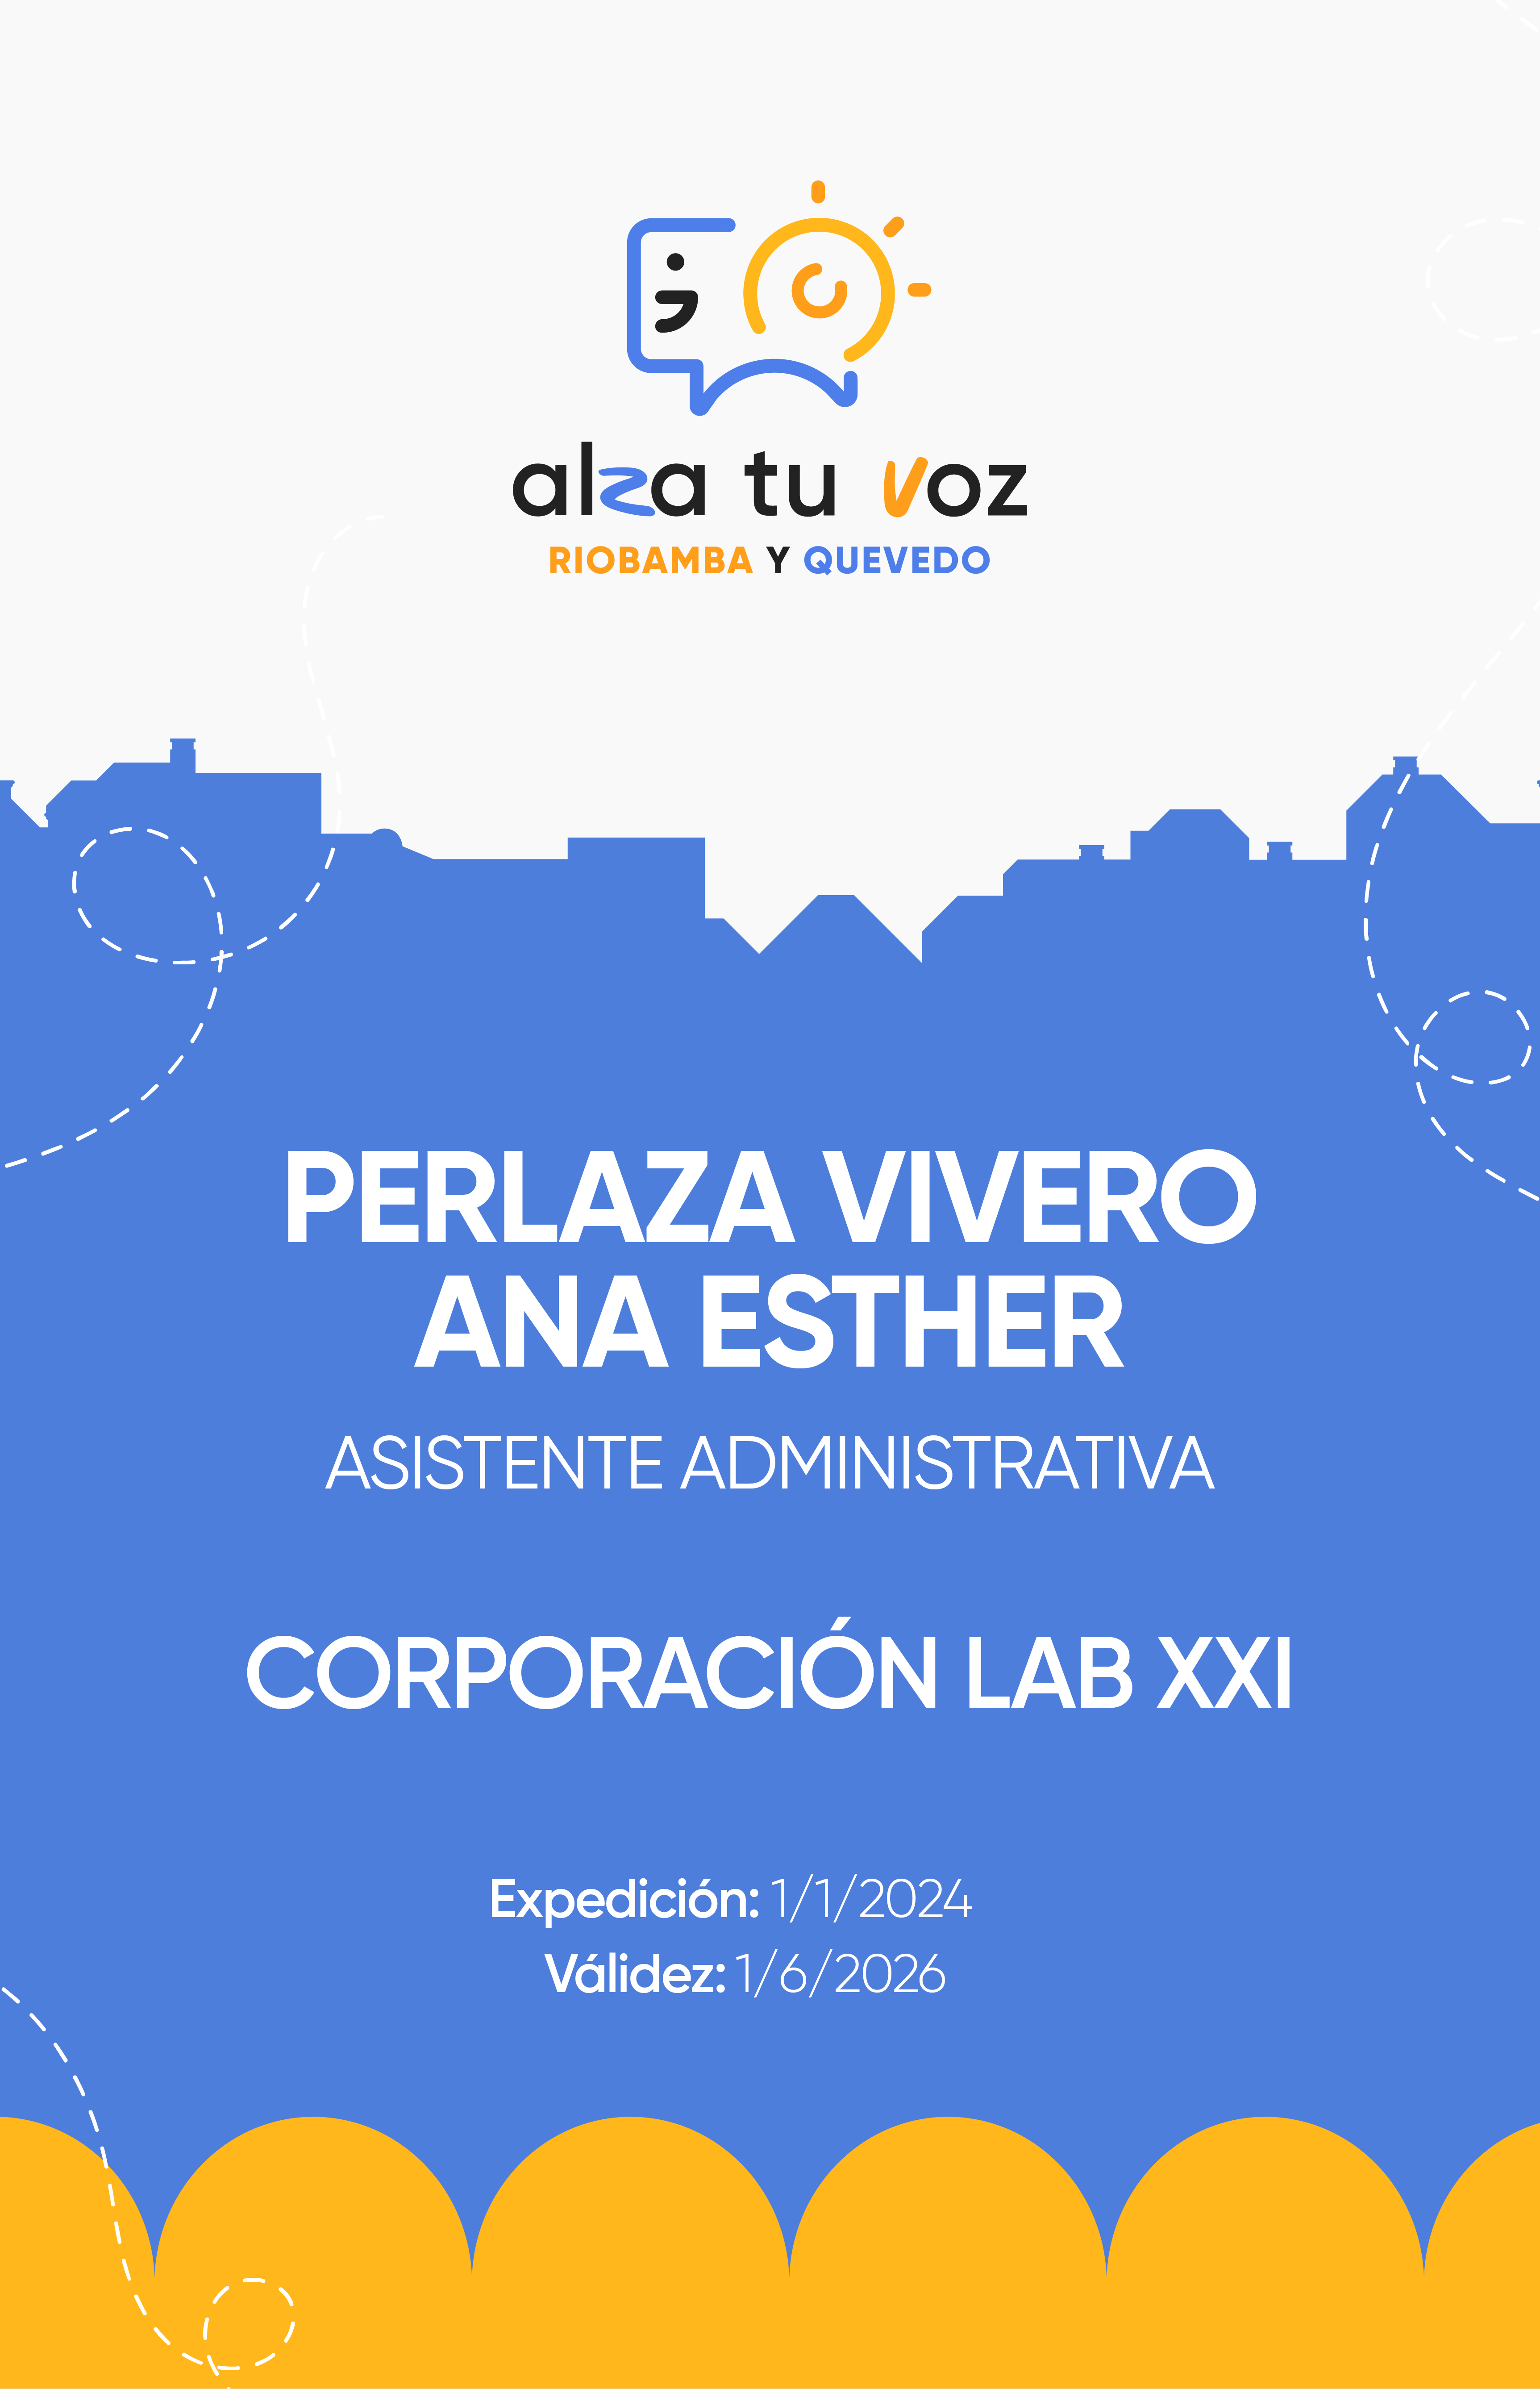 alza tu voz
RIOBAMBA Y QUEVEDO
PERLAZA VIVERO
ANA ESTHER
ASISTENTE ADMINISTRATIVA
CORPORACIÓN LAB XXI
Expedición: 1/1/2024
Válidez: 1/6/2026